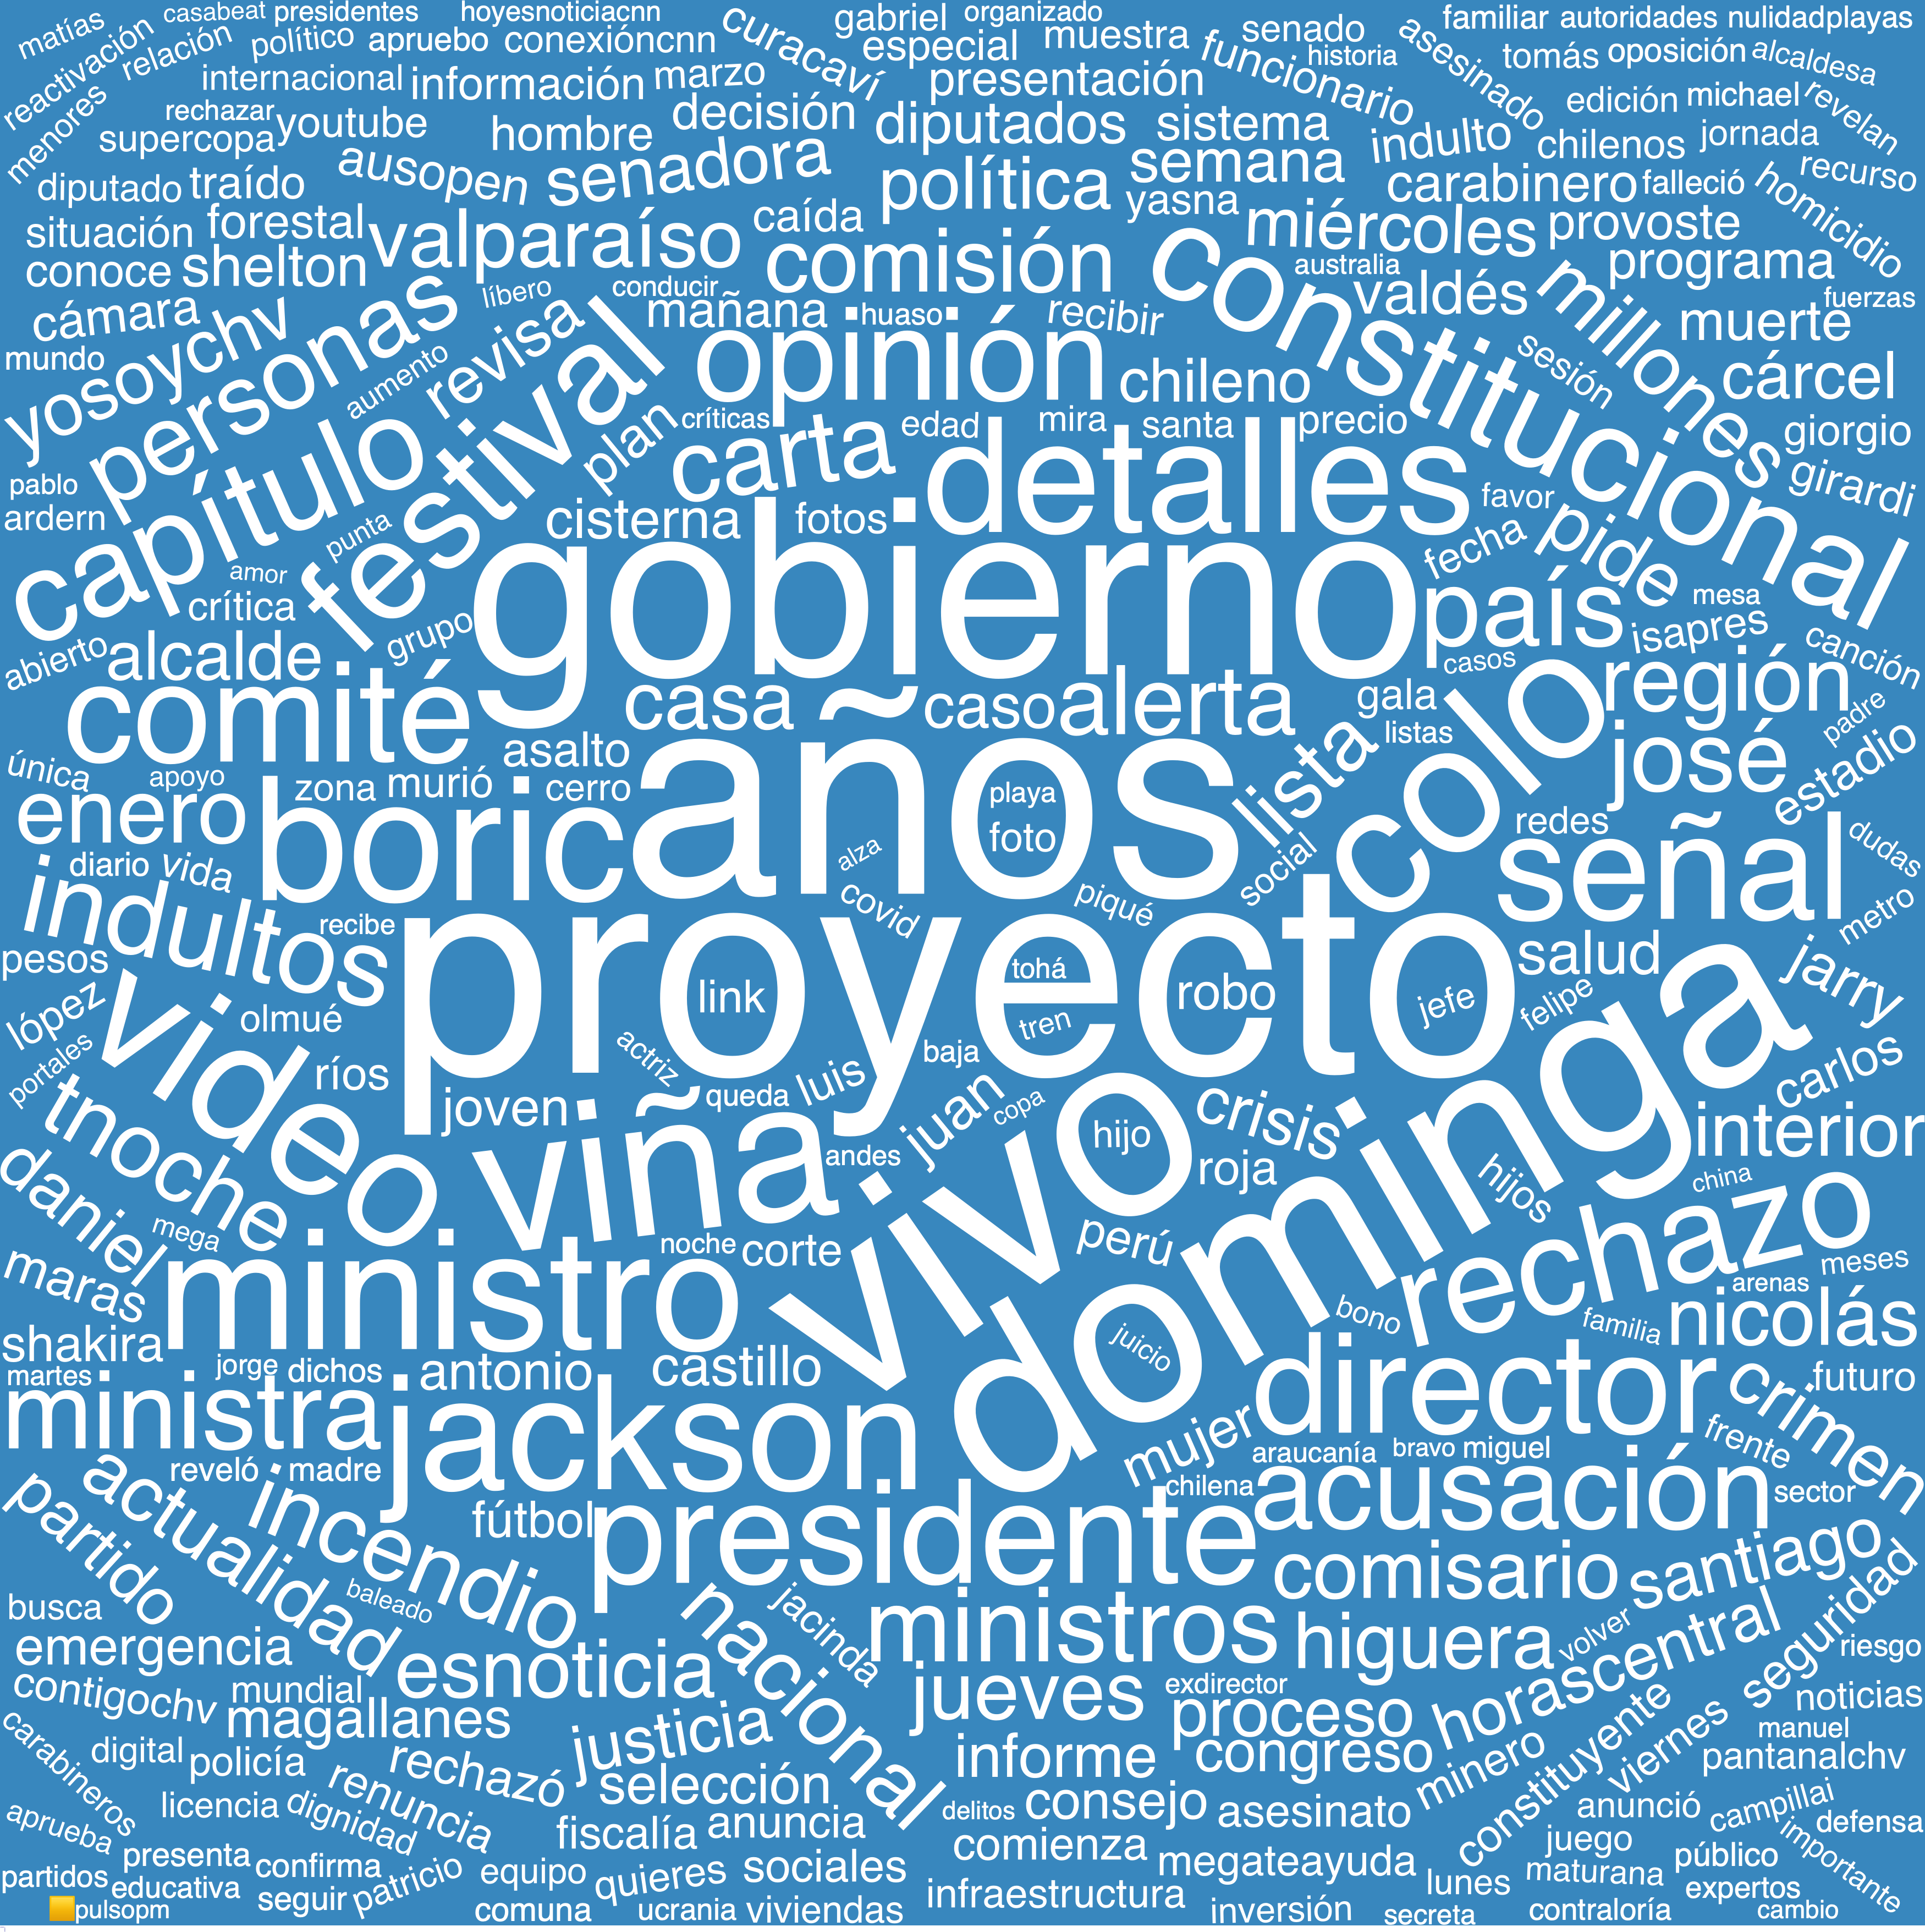 matías
casabeat
presidentes
hoyesnoticiacnn
curacaví
gabriel
organizado
familiar
autoridades
nulidadplayas
reactivación
relación
político
apruebo
conexióncnn
especial
muestra
senado
historia
asesinado
tomás
oposición
alcaldesa
menores
internacional
información
marzo
presentación
funcionario
edición
michael
revelan
rechazar
supercopa
youtube
hombre
decisión
diputados
sistema
indulto
chilenos
jornada
diputado
traído
ausopen
senadora
política
semana
carabinero
falleció
recurso
homicidio
situación
forestal
valparaíso
caída
yasna
miércoles
provoste
conoce
shelton
comisión
constitucional
australia
programa
cámara
líbero
conducir
mañana
huaso
recibir
valdés
millones
fuerzas
muerte
mundo
yosoychv
personas
aumento
revisa
opinión
chileno
sesión
cárcel
capítulo
festival
plan
críticas
carta
edad
mira
santa
precio
giorgio
pablo
ardern
punta
cisterna
fotos
detalles
favor
girardi
amor
crítica
gobierno
fecha
pide
país
mesa
isapres
canción
abierto
alcalde
grupo
comité
casa
caso
alerta
casos
gala
colo
región
padre
única
apoyo
asalto
años
lista
listas
josé
estadio
enero
boric
zona
murió
cerro
playa
foto
redes
señal
dudas
diario
vida
alza
covid
piqué
social
metro
indultos
recibe
proyecto
salud
jarry
pesos
lópez
olmué
link
tohá
tren
robo
jefe
felipe
portales
video
ríos
actriz
baja
carlos
tnoche
joven
viña
queda
luis
juan
copa
vivo
hijo
crisis
dominga
interior
daniel
mega
andes
roja
hijos
china
rechazo
maras
ministro
noche
corte
perú
bono
arenas
meses
familia
nicolás
shakira
martes
jorge
dichos
antonio
castillo
juicio
director
crimen
futuro
ministra
jackson
mujer
araucanía
bravo
miguel
frente
reveló
madre
chilena
acusación
sector
partido
actualidad
incendio
fútbol
presidente
comisario
santiago
busca
baleado
nacional
jacinda
ministros
higuera
volver
horascentral
seguridad
riesgo
emergencia
esnoticia
contigochv
mundial
jueves
exdirector
proceso
noticias
carabineros
magallanes
justicia
informe
congreso
minero
constituyente
viernes
manuel
pantanalchv
digital
policía
rechazó
selección
licencia
dignidad
renuncia
delitos
consejo
asesinato
anunció
campillai
defensa
aprueba
fiscalía
anuncia
comienza
juego
importante
partidos
presenta
confirma
patricio
equipo
quieres
sociales
megateayuda
lunes
maturana
público
educativa
seguir
infraestructura
expertos
pulsopm
comuna
ucrania
viviendas
inversión
secreta
contraloría
cambio